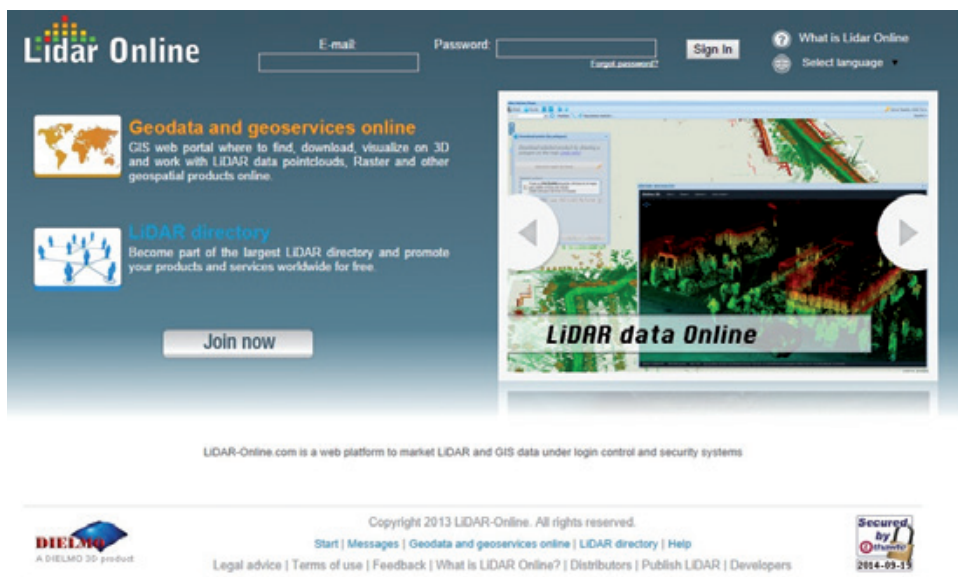 Lidar Online
E-mail:
Password:
Sign In
Forgot password?
What is Lidar Online
Select language
Geodata and geoservices online
GIS web portal where to find, download, visualize on 3D
and work with LiDAR data pointclouds, Raster and other
geospatial products online.
LiDAR directory
Become part of the largest LiDAR directory and promote
your products and services worldwide for free.
Join now
LiDAR data Online
LiDAR-Online.com is a web platform to market LiDAR and GIS data under login control and security systems
DIELMO
A DIELMO 3D product
Copyright 2013 LiDAR-Online. All rights reserved.
Start | Messages | Geodata and geoservices online | LiDAR directory | Help
Legal advice | Terms of use | Feedback | What is LiDAR Online? | Distributors | Publish LiDAR | Developers
Secured
by
thawte
2014-09-19